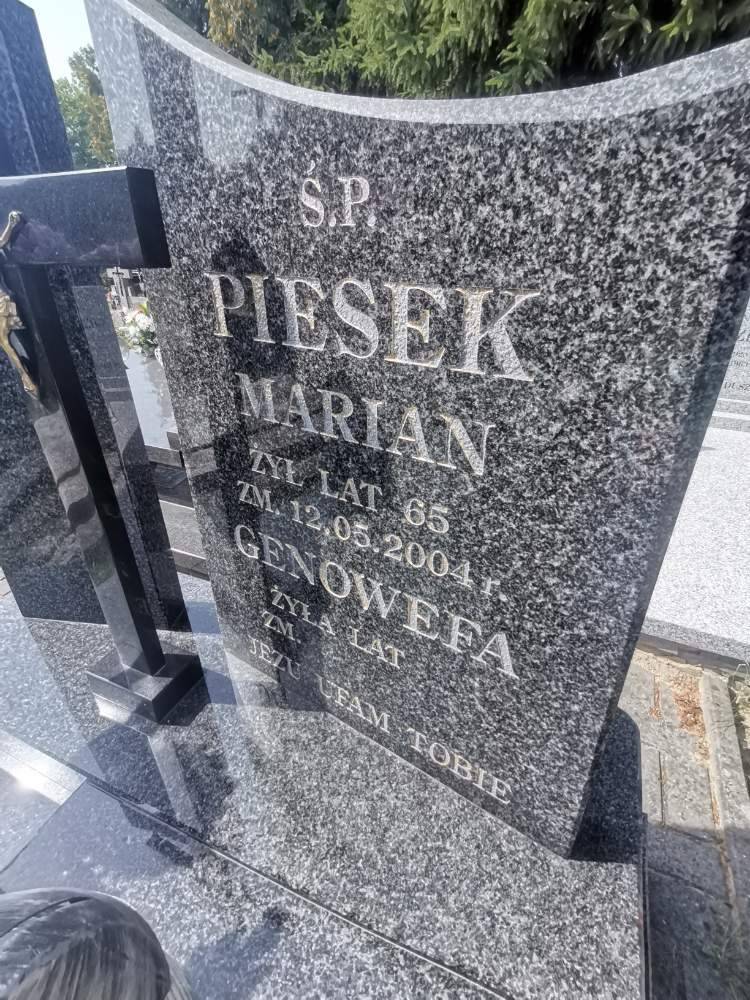 Ś.P.
PIESEK
MARIAN
ŻYŁ LAT 65
ZM. 12.05.2004 r.
GENOWEFA
ŻYŁA LAT
ZM.
JEZU UFAM TOBIE